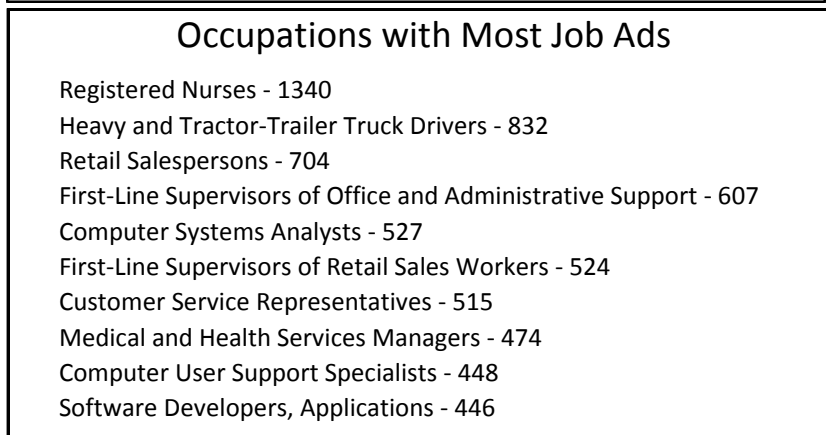 Occupations with Most Job Ads
Registered Nurses - 1340
Heavy and Tractor-Trailer Truck Drivers - 832
Retail Salespersons - 704
First-Line Supervisors of Office and Administrative Support - 607
Computer Systems Analysts - 527
First-Line Supervisors of Retail Sales Workers - 524
Customer Service Representatives - 515
Medical and Health Services Managers - 474
Computer User Support Specialists - 448
Software Developers, Applications - 446